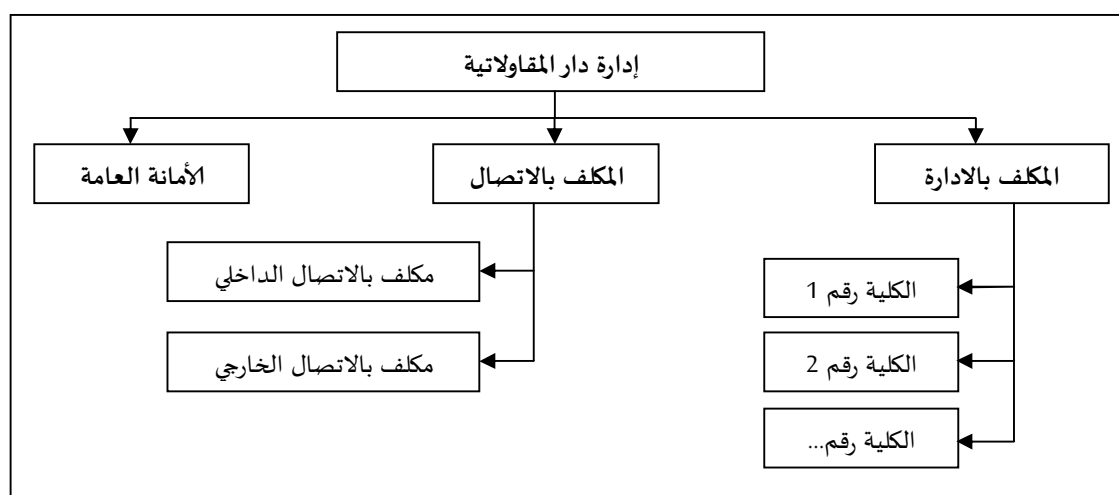 إدارة دار المقاولاتية
المكلف بالادارة
المكلف بالاتصال
الأمانة العامة
الكلية رقم 1
الكلية رقم 2
الكلية رقم...
مكلف بالاتصال الداخلي
مكلف بالاتصال الخارجي